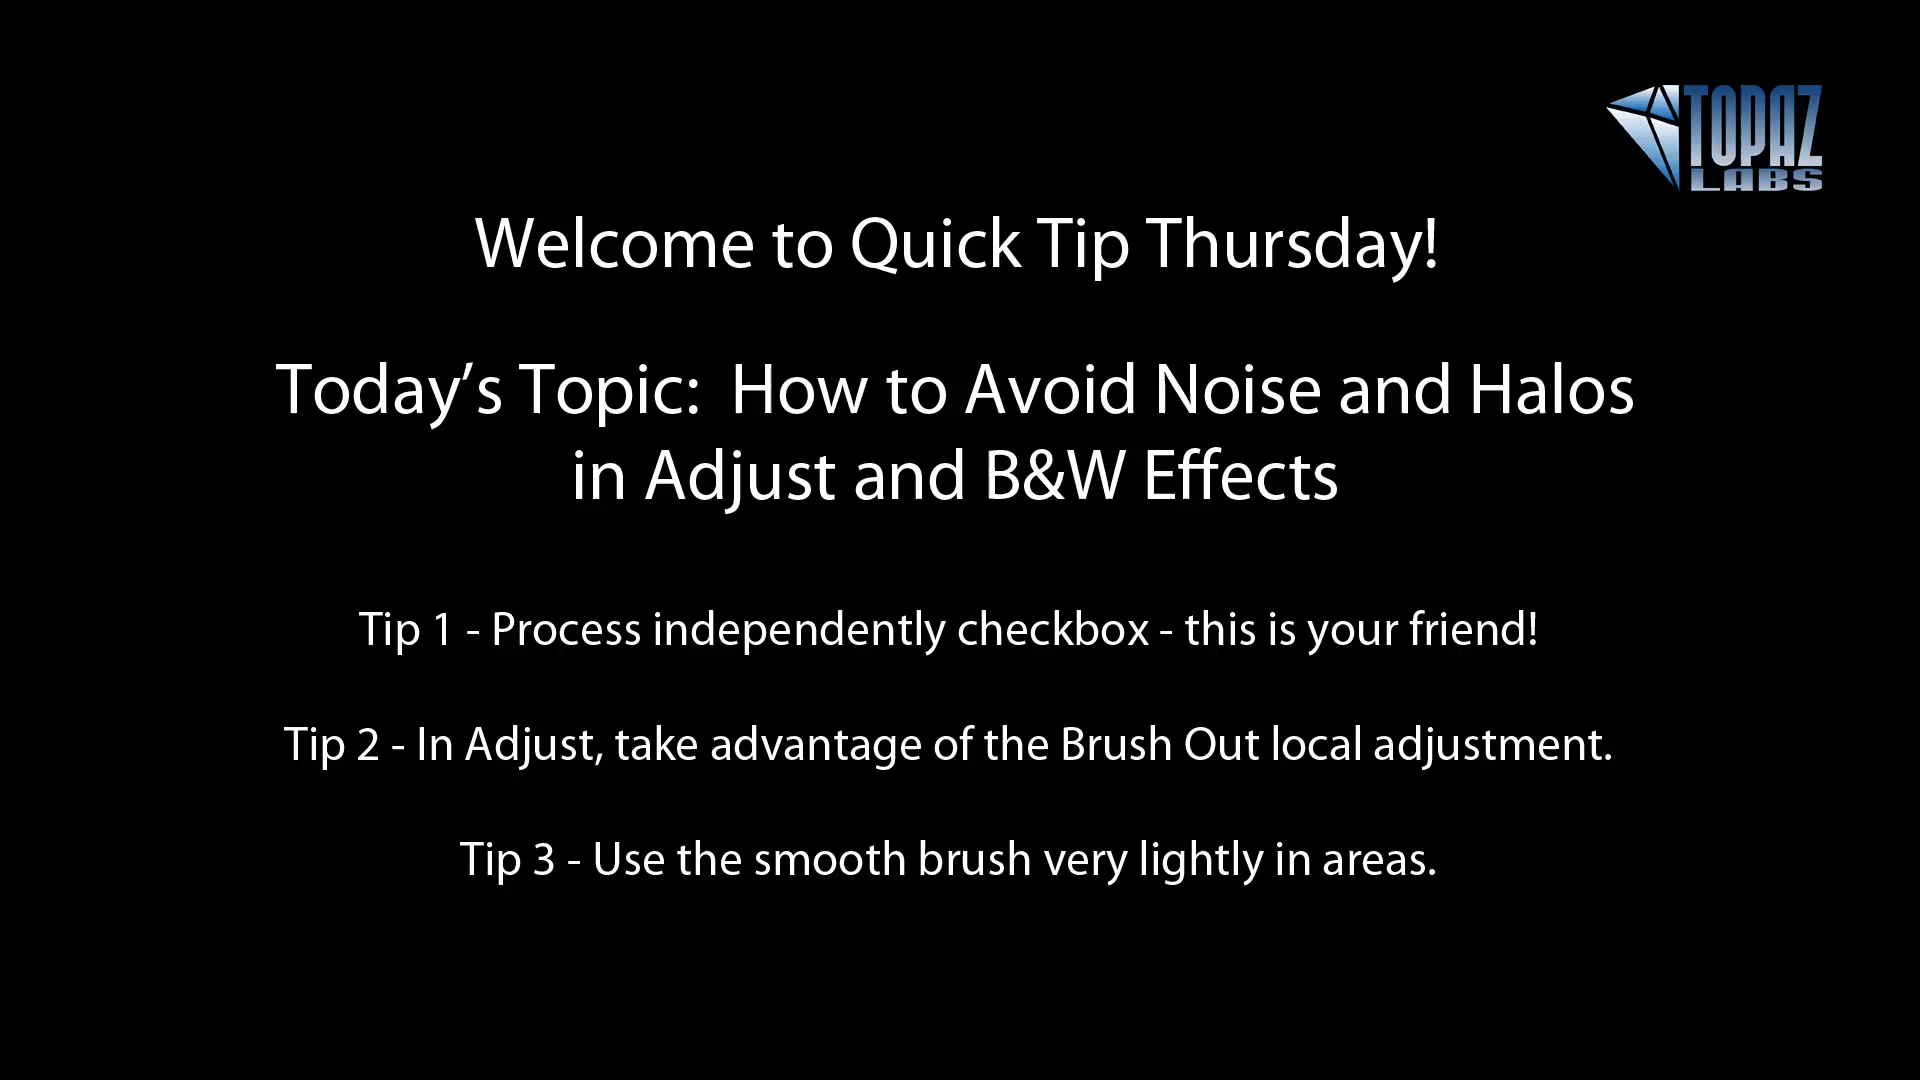 TOPAZ
LABS
Welcome to Quick Tip Thursday!
Today’s Topic:  How to Avoid Noise and Halos
in Adjust and B&W Effects
Tip 1 - Process independently checkbox - this is your friend!
Tip 2 - In Adjust, take advantage of the Brush Out local adjustment.
Tip 3 - Use the smooth brush very lightly in areas.